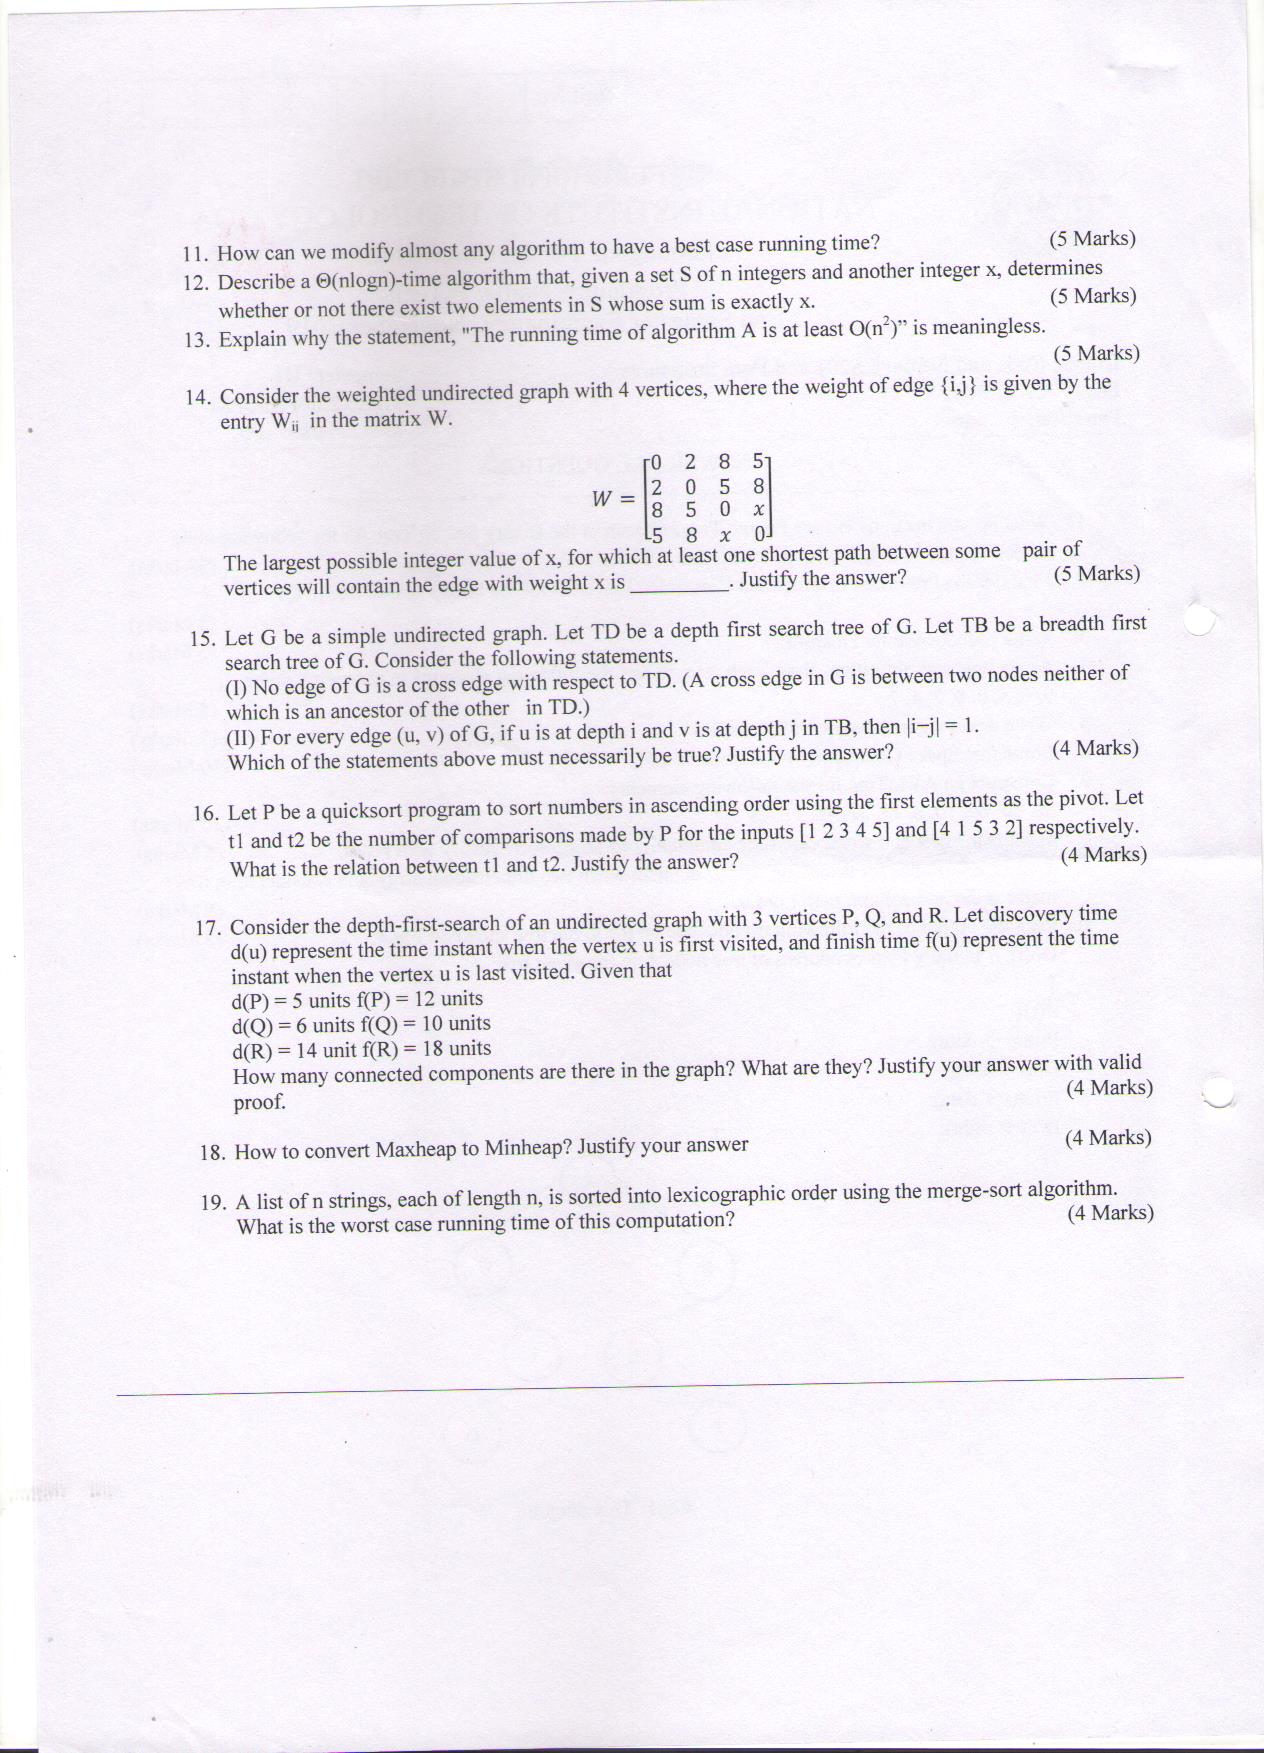 11. How can we modify almost any algorithm to have a best case running time? (5 Marks)
12. Describe a Θ(nlogn)-time algorithm that, given a set S of n integers and another integer x, determines
whether or not there exist two elements in S whose sum is exactly x. (5 Marks)
13. Explain why the statement, "The running time of algorithm A is at least O(n²)” is meaningless.
(5 Marks)
14. Consider the weighted undirected graph with 4 vertices, where the weight of edge {i,j} is given by the
entry Wij in the matrix W.
0 2 8 5
W = 2 0 5 8
8 5 0 x
5 8 x 0
The largest possible integer value of x, for which at least one shortest path between some pair of
vertices will contain the edge with weight x is _________. Justify the answer? (5 Marks)
15. Let G be a simple undirected graph. Let TD be a depth first search tree of G. Let TB be a breadth first
search tree of G. Consider the following statements.
(I) No edge of G is a cross edge with respect to TD. (A cross edge in G is between two nodes neither of
which is an ancestor of the other in TD.)
(II) For every edge (u, v) of G, if u is at depth i and v is at depth j in TB, then |i−j| = 1.
Which of the statements above must necessarily be true? Justify the answer? (4 Marks)
16. Let P be a quicksort program to sort numbers in ascending order using the first elements as the pivot. Let
t1 and t2 be the number of comparisons made by P for the inputs [1 2 3 4 5] and [4 1 5 3 2] respectively.
What is the relation between t1 and t2. Justify the answer? (4 Marks)
17. Consider the depth-first-search of an undirected graph with 3 vertices P, Q, and R. Let discovery time
d(u) represent the time instant when the vertex u is first visited, and finish time f(u) represent the time
instant when the vertex u is last visited. Given that
d(P) = 5 units f(P) = 12 units
d(Q) = 6 units f(Q) = 10 units
d(R) = 14 unit f(R) = 18 units
How many connected components are there in the graph? What are they? Justify your answer with valid
proof. (4 Marks)
18. How to convert Maxheap to Minheap? Justify your answer (4 Marks)
19. A list of n strings, each of length n, is sorted into lexicographic order using the merge-sort algorithm.
What is the worst case running time of this computation? (4 Marks)